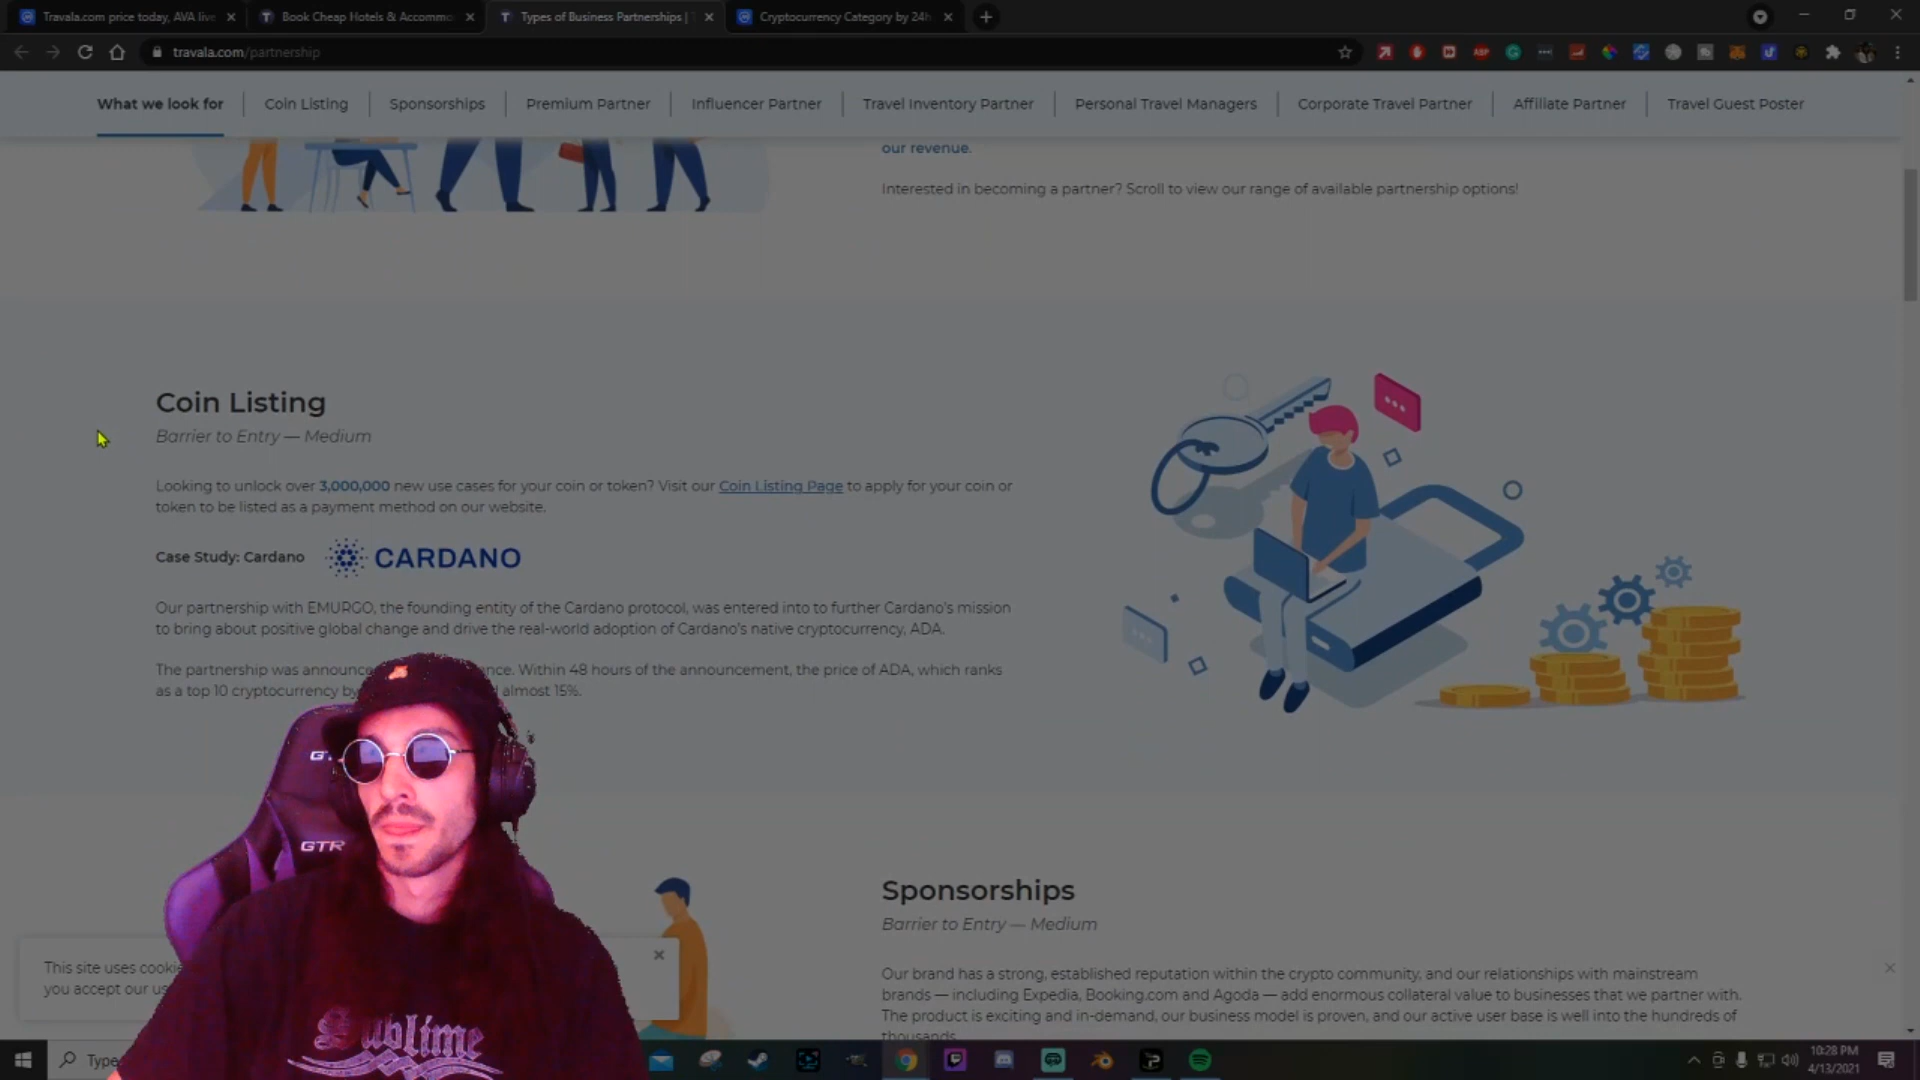 Travala.com price today, AVA live
Book Cheap Hotels & Accommo
Types of Business Partnerships |
Cryptocurrency Category by 24h
travala.com/partnership
ABP
What we look for
Coin Listing
Sponsorships
Premium Partner
Influencer Partner
Travel Inventory Partner
Personal Travel Managers
Corporate Travel Partner
Affiliate Partner
Travel Guest Poster
our revenue.
Interested in becoming a partner? Scroll to view our range of available partnership options!
Coin Listing
Barrier to Entry — Medium
Looking to unlock over 3,000,000 new use cases for your coin or token? Visit our Coin Listing Page to apply for your coin or
token to be listed as a payment method on our website.
Case Study: Cardano CARDANO
Our partnership with EMURGO, the founding entity of the Cardano protocol, was entered into to further Cardano's mission
to bring about positive global change and drive the real-world adoption of Cardano's native cryptocurrency, ADA.
The partnership was announce nce. Within 48 hours of the announcement, the price of ADA, which ranks
as a top 10 cryptocurrency by almost 15%.
GT
GTR
Sublime
Sponsorships
Barrier to Entry — Medium
Our brand has a strong, established reputation within the crypto community, and our relationships with mainstream
brands — including Expedia, Booking.com and Agoda — add enormous collateral value to businesses that we partner with.
The product is exciting and in-demand, our business model is proven, and our active user base is well into the hundreds of
thousands.
This site uses cookie
you accept our us
Type
10:28 PM
4/13/2021